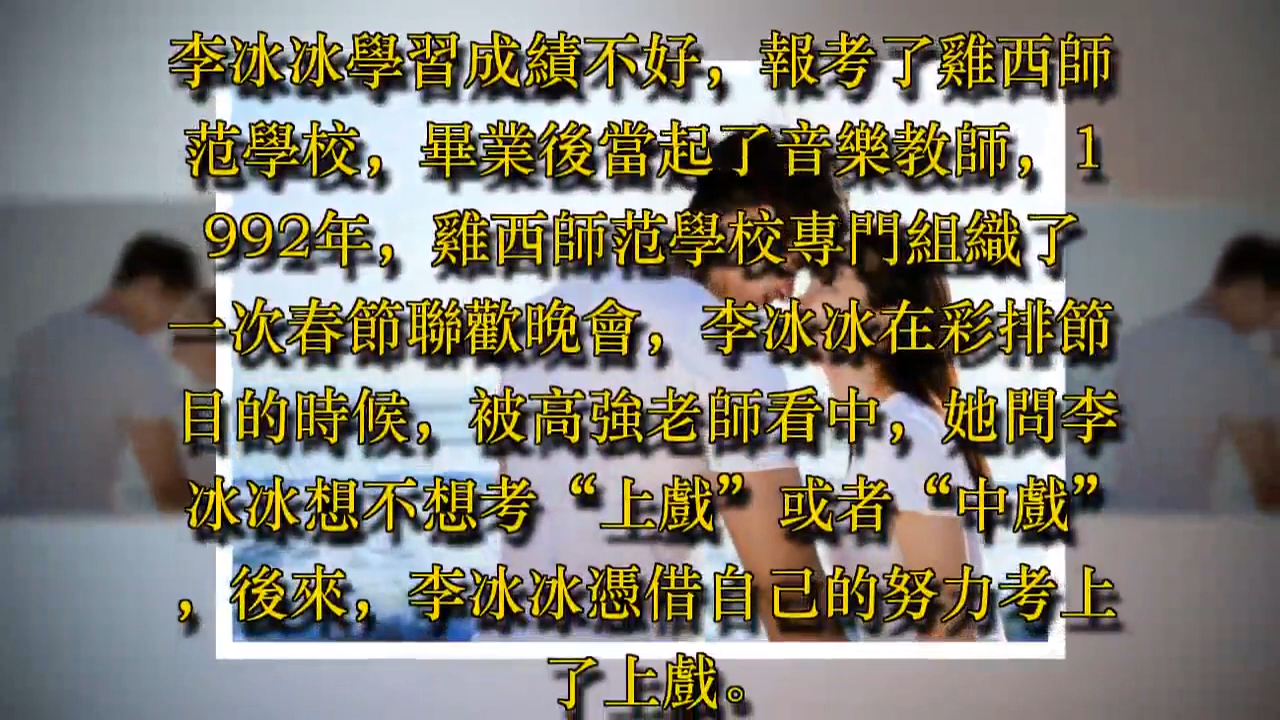 李冰冰學習成績不好，報考了雞西師
范學校，畢業後當起了音樂教師，1
992年，雞西師范學校專門組織了
一次春節聯歡晚會，李冰冰在彩排節
目的時候，被高強老師看中，她問李
冰冰想不想考“上戲”或者“中戲”
，後來，李冰冰憑借自己的努力考上
了上戲。